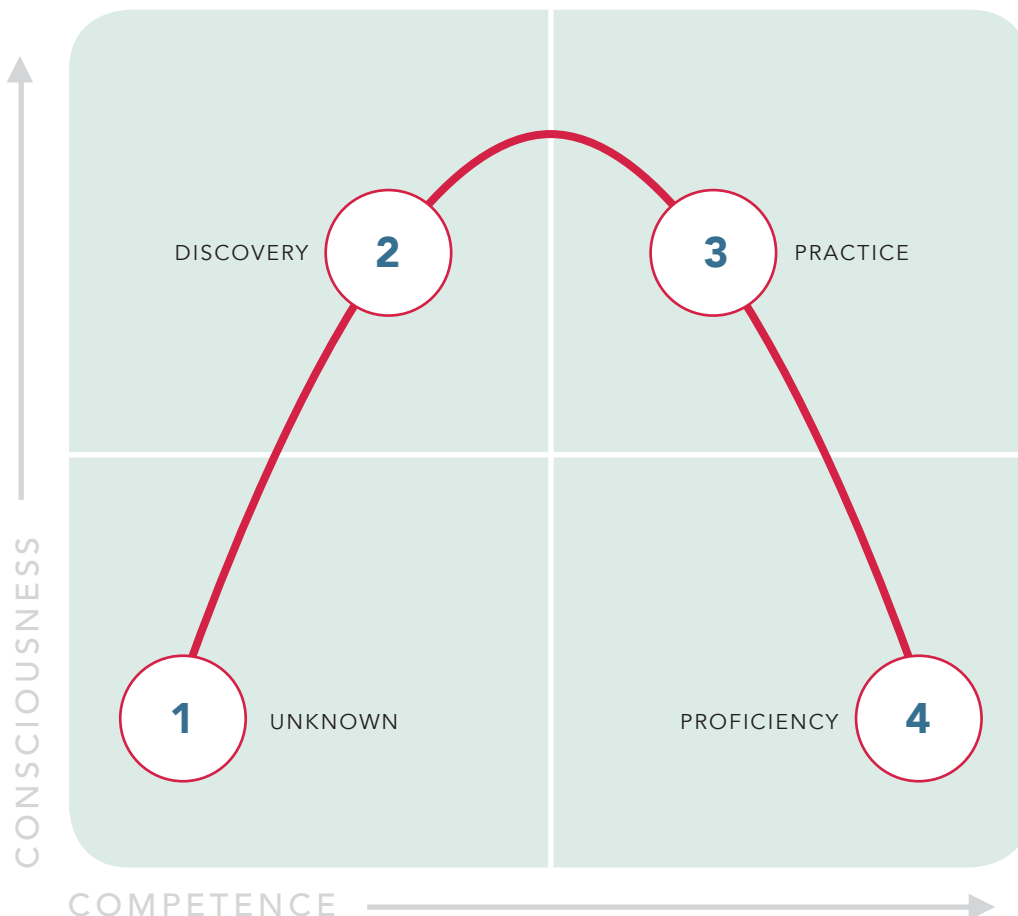 DISCOVERY
2
3
PRACTICE
CONSCIOUSNESS
1
UNKNOWN
PROFICIENCY
4
COMPETENCE